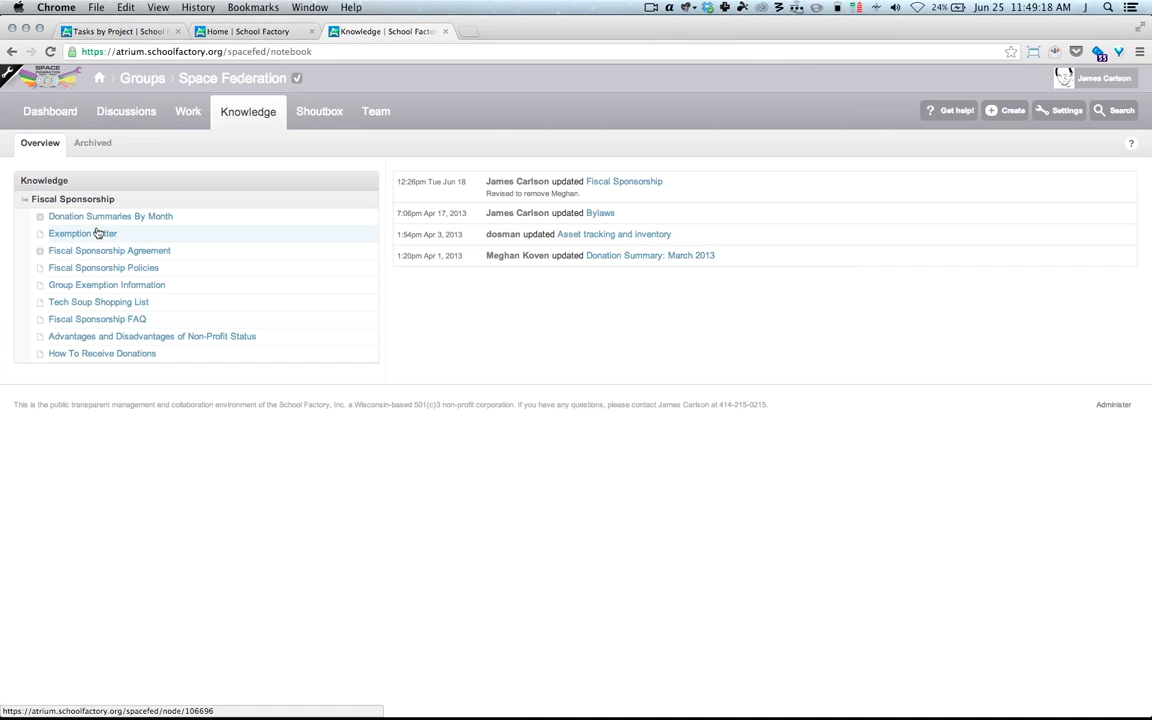 Chrome File Edit View History Bookmarks Window Help 24% Jun 25 11:49:18 AM J
Tasks by Project | School Home | School Factory Knowledge | School Factor
https://atrium.schoolfactory.org/spacefed/notebook
SPACE FEDERATION Groups Space Federation James Carlson
Dashboard Discussions Work Knowledge Shoutbox Team ? Get help! Create Settings Search
Overview Archived ?
Knowledge
Fiscal Sponsorship
Donation Summaries By Month
Exemption
Fiscal Sponsorship Agreement
Fiscal Sponsorship Policies
Group Exemption Information
Tech Soup Shopping List
Fiscal Sponsorship FAQ
Advantages and Disadvantages of Non-Profit Status
How To Receive Donations
12:26pm Tue Jun 18 James Carlson updated Fiscal Sponsorship
Revised to remove Meghan.
7:06pm Apr 17, 2013 James Carlson updated Bylaws
1:54pm Apr 3, 2013 dosman updated Asset tracking and inventory
1:20pm Apr 1, 2013 Meghan Koven updated Donation Summary: March 2013
This is the public transparent management and collaboration environment of the School Factory, Inc. a Wisconsin-based 501(c)3 non-profit corporation. If you have any questions, please contact James Carlson at 414-215-0215. Administer
https://atrium.schoolfactory.org/spacefed/node/106696